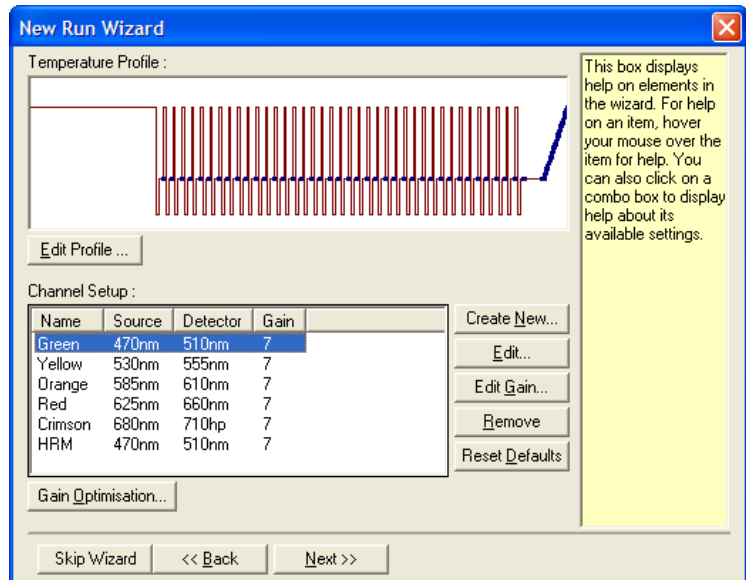 New Run Wizard
Temperature Profile :
This box displays
help on elements in
the wizard. For help
on an item, hover
your mouse over the
item for help. You
can also click on a
combo box to display
help about its
available settings.
Edit Profile ...
Channel Setup :
Name Source Detector Gain
Green 470nm 510nm 7
Yellow 530nm 555nm 7
Orange 585nm 610nm 7
Red 625nm 660nm 7
Crimson 680nm 710hp 7
HRM 470nm 510nm 7
Create New...
Edit...
Edit Gain...
Remove
Reset Defaults
Gain Optimisation...
Skip Wizard << Back Next >>